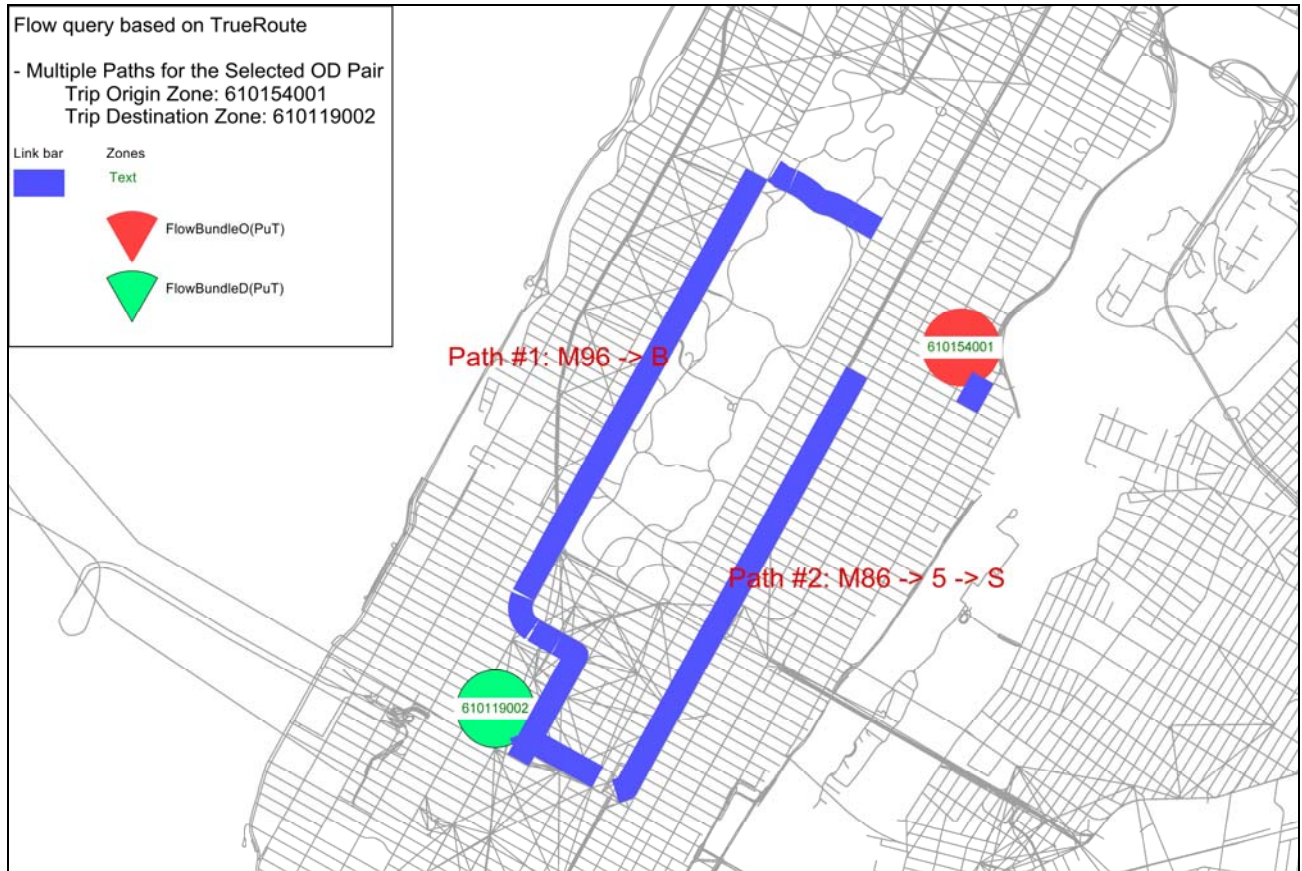 Flow query based on TrueRoute
- Multiple Paths for the Selected OD Pair
Trip Origin Zone: 610154001
Trip Destination Zone: 610119002
Link bar
Zones
Text
FlowBundleO(PuT)
FlowBundleD(PuT)
Path #1: M96 -> B
610154001
Path #2: M86 -> 5 -> S
610119002